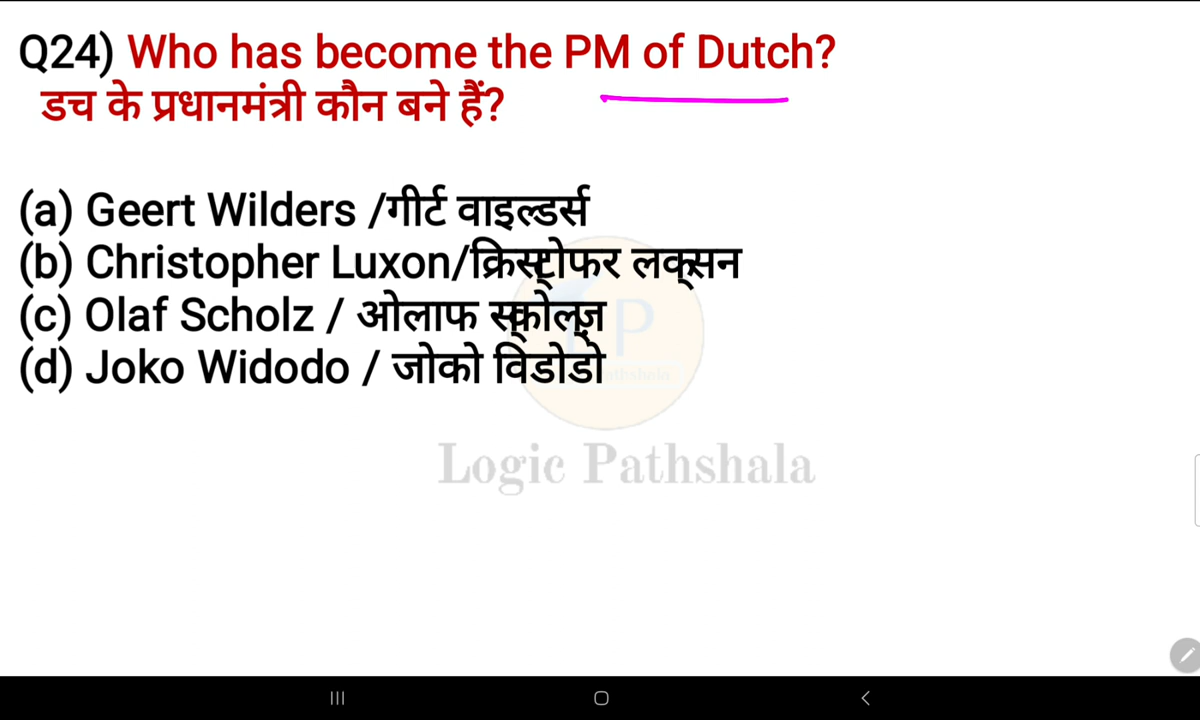 Q24) Who has become the PM of Dutch?
डच के प्रधानमंत्री कौन बने हैं?
(a) Geert Wilders /गीर्ट वाइल्डर्स
(b) Christopher Luxon/क्रिस्टोफर लक्सन
(c) Olaf Scholz / ओलाफ स्कोल्ज़
(d) Joko Widodo / जोको विडोडो
P
athshala
Logic Pathshala